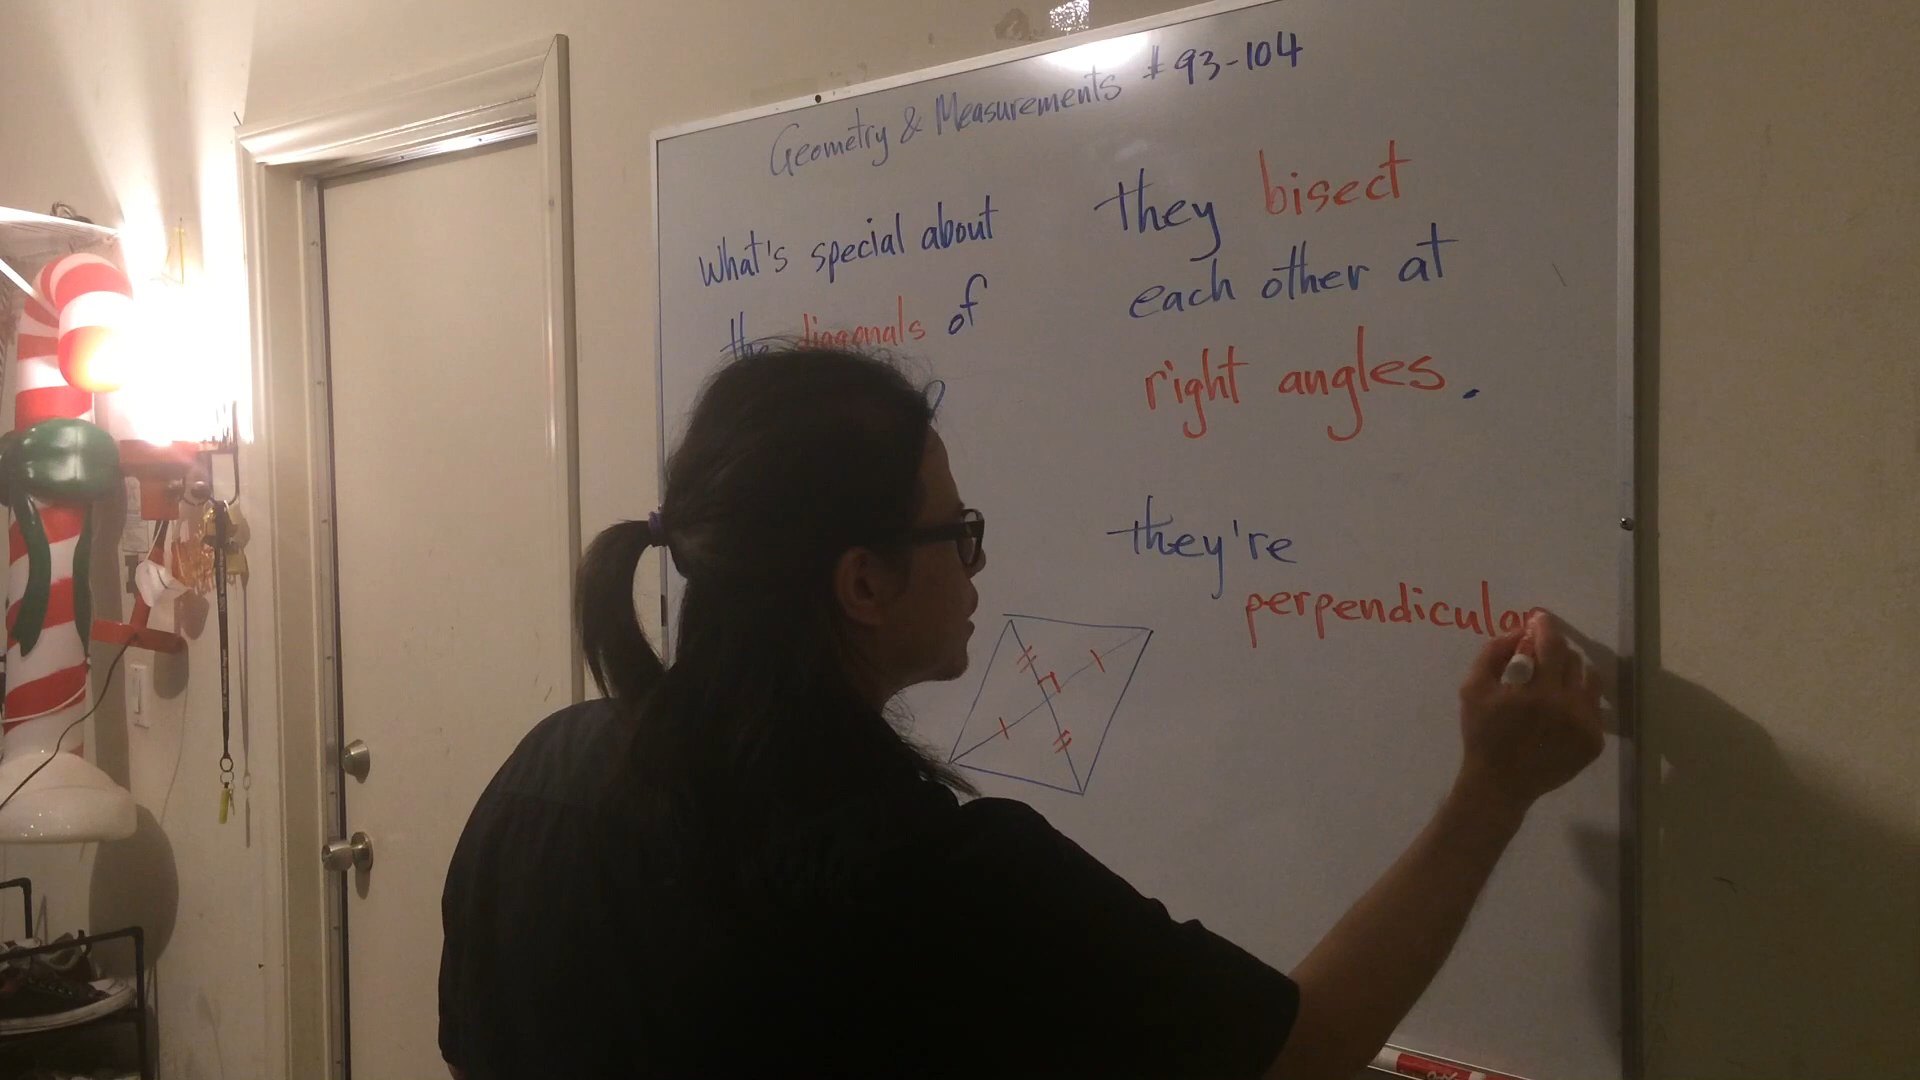 Geometry & Measurements # 93-104
What's special about
the diagonals of
?
they bisect
each other at
right angles.
they're
perpendicular